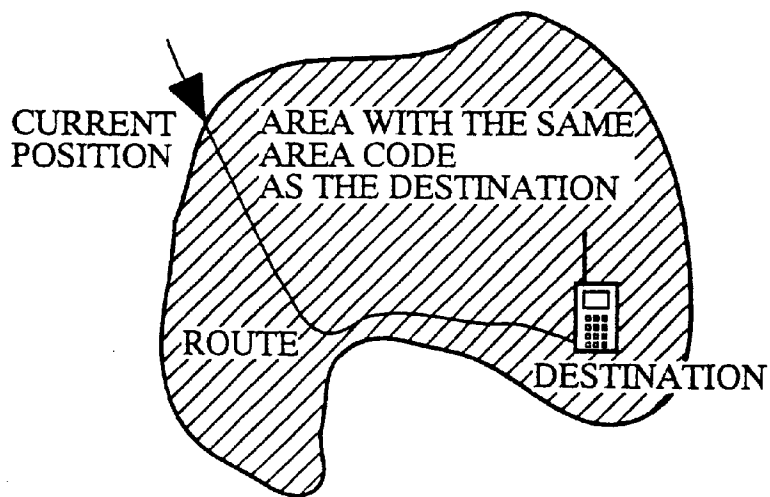 CURRENT
POSITION
AREA WITH THE SAME
AREA CODE
AS THE DESTINATION
ROUTE
DESTINATION